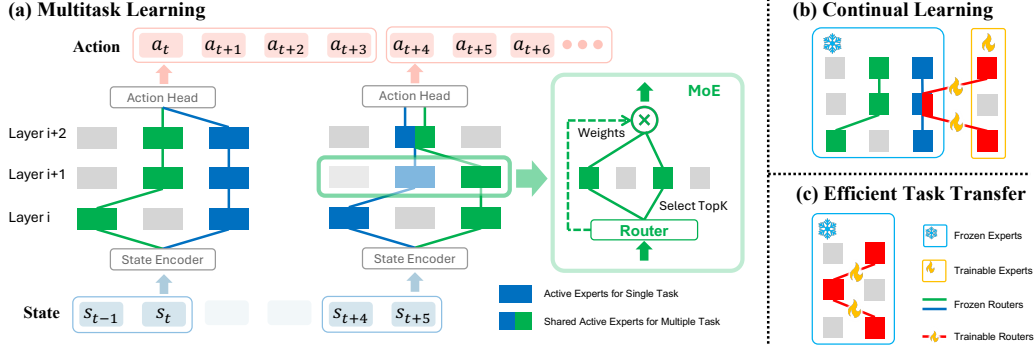 (a) Multitask Learning
Action
a_t a_{t+1} a_{t+2} a_{t+3} a_{t+4} a_{t+5} a_{t+6}
Action Head
Action Head
Layer i+2
Layer i+1
Layer i
State Encoder
State Encoder
State
s_{t-1} s_t s_{t+4} s_{t+5}
MoE
Weights
Select TopK
Router
Active Experts for Single Task
Shared Active Experts for Multiple Task
(b) Continual Learning
(c) Efficient Task Transfer
Frozen Experts
Trainable Experts
Frozen Routers
Trainable Routers